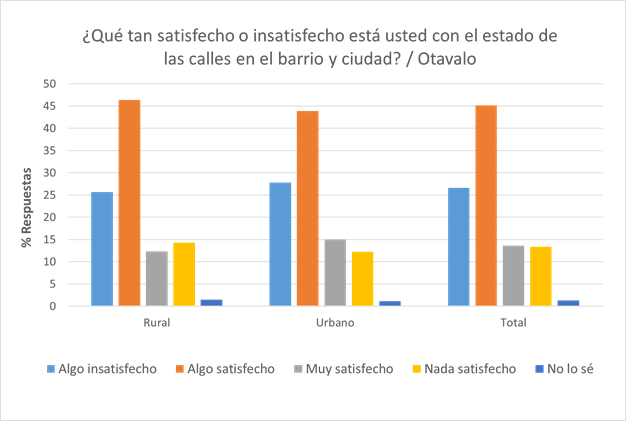 ¿Qué tan satisfecho o insatisfecho está usted con el estado de
las calles en el barrio y ciudad? / Otavalo
50
45
40
35
30
25
20
15
10
5
0
% Respuestas
Rural Urbano Total
Algo insatisfecho Algo satisfecho Muy satisfecho Nada satisfecho No lo sé